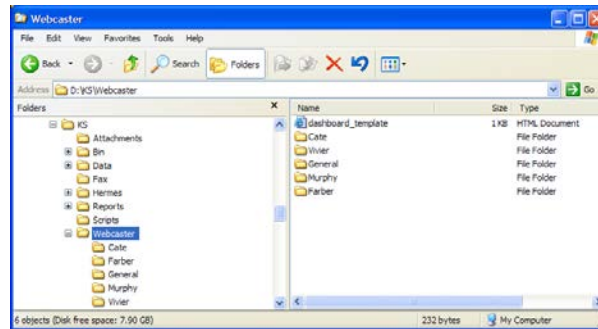 Webcaster
File Edit View Favorites Tools Help
Back Search Folders
Address D:\KS\Webcaster Go
Folders
KS
Attachments
Bin
Data
Fax
Hermes
Reports
Scripts
Webcaster
Cate
Farber
General
Murphy
Vivier
Name Size Type
dashboard_template 1 KB HTML Document
Cate File Folder
Vivier File Folder
General File Folder
Murphy File Folder
Farber File Folder
6 objects (Disk free space: 7.90 GB) 232 bytes My Computer